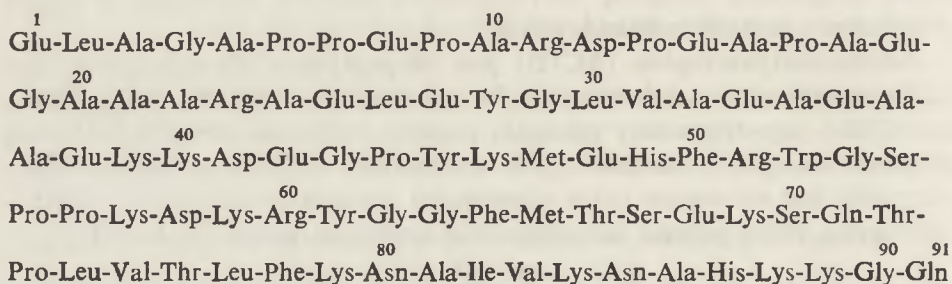 1 10
Glu-Leu-Ala-Gly-Ala-Pro-Pro-Glu-Pro-Ala-Arg-Asp-Pro-Glu-Ala-Pro-Ala-Glu-
20 30
Gly-Ala-Ala-Ala-Arg-Ala-Glu-Leu-Glu-Tyr-Gly-Leu-Val-Ala-Glu-Ala-Glu-Ala-
40 50
Ala-Glu-Lys-Lys-Asp-Glu-Gly-Pro-Tyr-Lys-Met-Glu-His-Phe-Arg-Trp-Gly-Ser-
60 70
Pro-Pro-Lys-Asp-Lys-Arg-Tyr-Gly-Gly-Phe-Met-Thr-Ser-Glu-Lys-Ser-Gln-Thr-
80 90 91
Pro-Leu-Val-Thr-Leu-Phe-Lys-Asn-Ala-Ile-Val-Lys-Asn-Ala-His-Lys-Lys-Gly-Gln